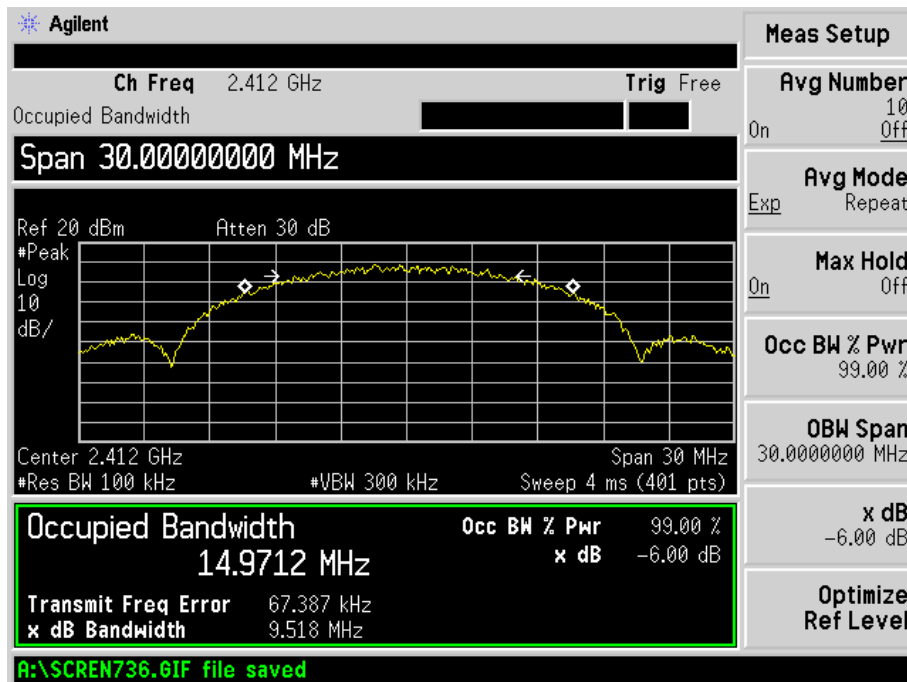 Agilent
Ch Freq 2.412 GHz Trig Free
Occupied Bandwidth
Span 30.00000000 MHz
Ref 20 dBm Atten 30 dB
#Peak
Log
10
dB/
Center 2.412 GHz Span 30 MHz
#Res BW 100 kHz #VBW 300 kHz Sweep 4 ms (401 pts)
Occupied Bandwidth
14.9712 MHz
Occ BW % Pwr 99.00 %
x dB -6.00 dB
Transmit Freq Error 67.387 kHz
x dB Bandwidth 9.518 MHz
A:\SCREN736.GIF file saved
Meas Setup
Avg Number
10
On Off
Avg Mode
Exp Repeat
Max Hold
On Off
Occ BW % Pwr
99.00 %
OBW Span
30.0000000 MHz
x dB
-6.00 dB
Optimize
Ref Level